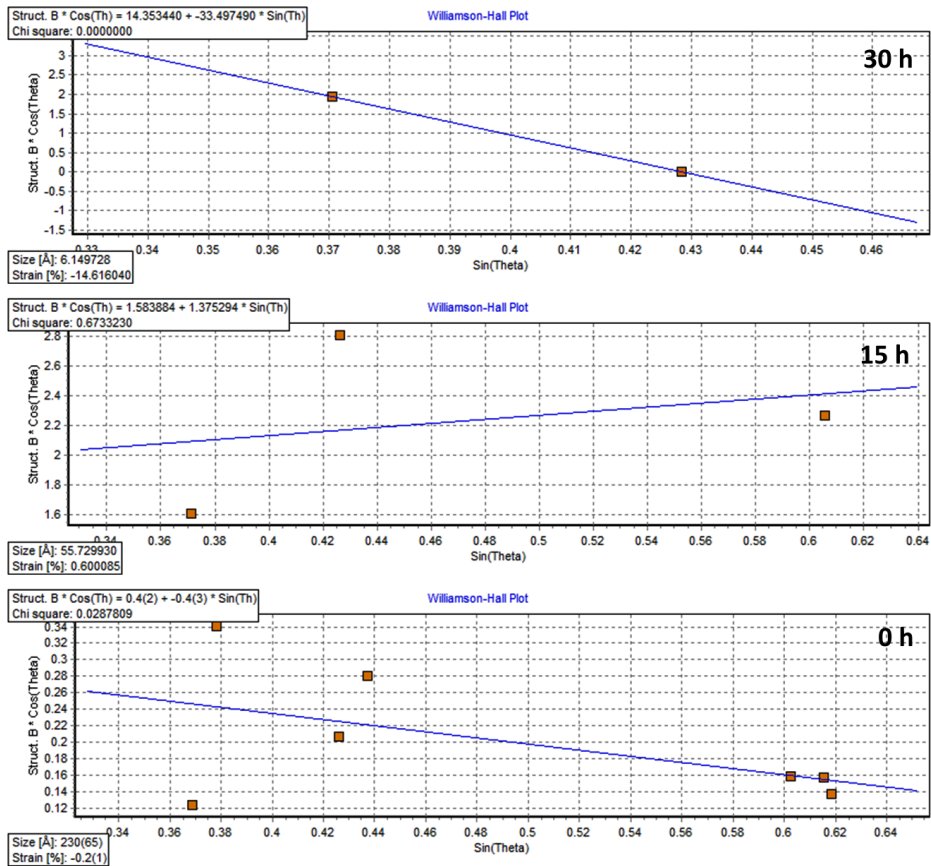 Struct. B * Cos(Th) = 14.353440 + -33.497490 * Sin(Th)
Chi square: 0.0000000
Williamson-Hall Plot
30 h
Struct. B * Cos(Theta)
3
2.5
2
1.5
1
0.5
0
-0.5
-1
-1.5
0.33 0.34 0.35 0.36 0.37 0.38 0.39 0.4 0.41 0.42 0.43 0.44 0.45 0.46
Sin(Theta)
Size [Å]: 6.149728
Strain [%]: -14.616040
Struct. B * Cos(Th) = 1.583884 + 1.375294 * Sin(Th)
Chi square: 0.6733230
Williamson-Hall Plot
15 h
Struct. B * Cos(Theta)
2.8
2.6
2.4
2.2
2
1.8
1.6
0.34 0.36 0.38 0.4 0.42 0.44 0.46 0.48 0.5 0.52 0.54 0.56 0.58 0.6 0.62 0.64
Sin(Theta)
Size [Å]: 55.729930
Strain [%]: 0.600085
Struct. B * Cos(Th) = 0.4(2) + -0.4(3) * Sin(Th)
Chi square: 0.0287809
Williamson-Hall Plot
0 h
Struct. B * Cos(Theta)
0.34
0.32
0.3
0.28
0.26
0.24
0.22
0.2
0.18
0.16
0.14
0.12
0.34 0.36 0.38 0.4 0.42 0.44 0.46 0.48 0.5 0.52 0.54 0.56 0.58 0.6 0.62 0.64
Sin(Theta)
Size [Å]: 230(65)
Strain [%]: -0.2(1)